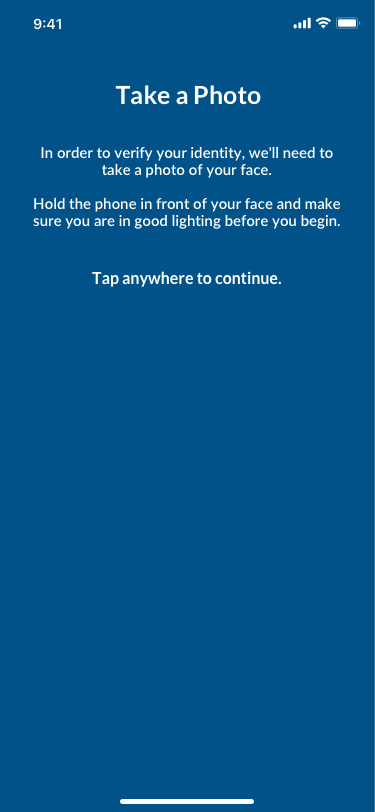 9:41
Take a Photo
In order to verify your identity, we'll need to
take a photo of your face.
Hold the phone in front of your face and make
sure you are in good lighting before you begin.
Tap anywhere to continue.